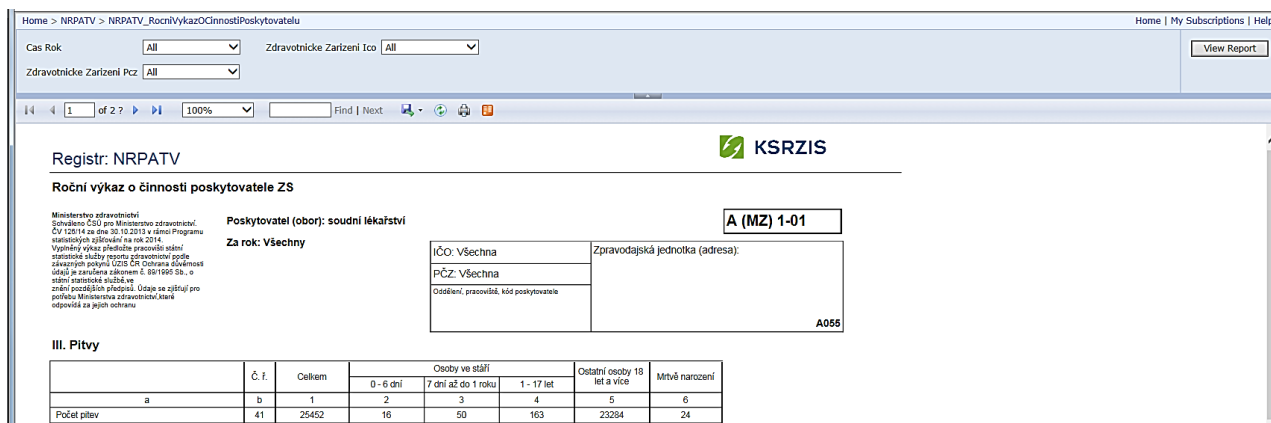 Home > NRPATV > NRPATV_RocniVykazOCinnostiPoskytovatelu
Home | My Subscriptions | Help
Cas Rok All Zdravotnicke Zarizeni Ico All
View Report
Zdravotnicke Zarizeni Pcz All
1 of 2 ? 100% Find | Next
KSRZIS
Registr: NRPATV
Roční výkaz o činnosti poskytovatele ZS
Ministerstvo zdravotnictví
Schváleno ČSÚ pro Ministerstvo zdravotnictví.
ČV 126/14 ze dne 30.10.2013 v rámci Programu
statistických zjišťování na rok 2014.
Vyplněný výkaz předložte pracovišti státní
statistické služby resortu zdravotnictví podle
závazných pokynů ÚZIS ČR Ochrana důvěrnosti
údajů je zaručena zákonem č. 89/1995 Sb., o
státní statistické službě,ve
znění pozdějších předpisů. Údaje se zjišťují pro
potřebu Ministerstva zdravotnictví,které
odpovídá za jejich ochranu
Poskytovatel (obor): soudní lékařství
Za rok: Všechny
A (MZ) 1-01
IČO: Všechna
PČZ: Všechna
Oddělení, pracoviště, kód poskytovatele
Zpravodajská jednotka (adresa):
A055
III. Pitvy
Č. ř. Celkem Osoby ve stáří Ostatní osoby 18 let a více Mrtvě narození
0 - 6 dní 7 dní až do 1 roku 1 - 17 let
a b 1 2 3 4 5 6
Počet pitev 41 25452 16 50 163 23284 24